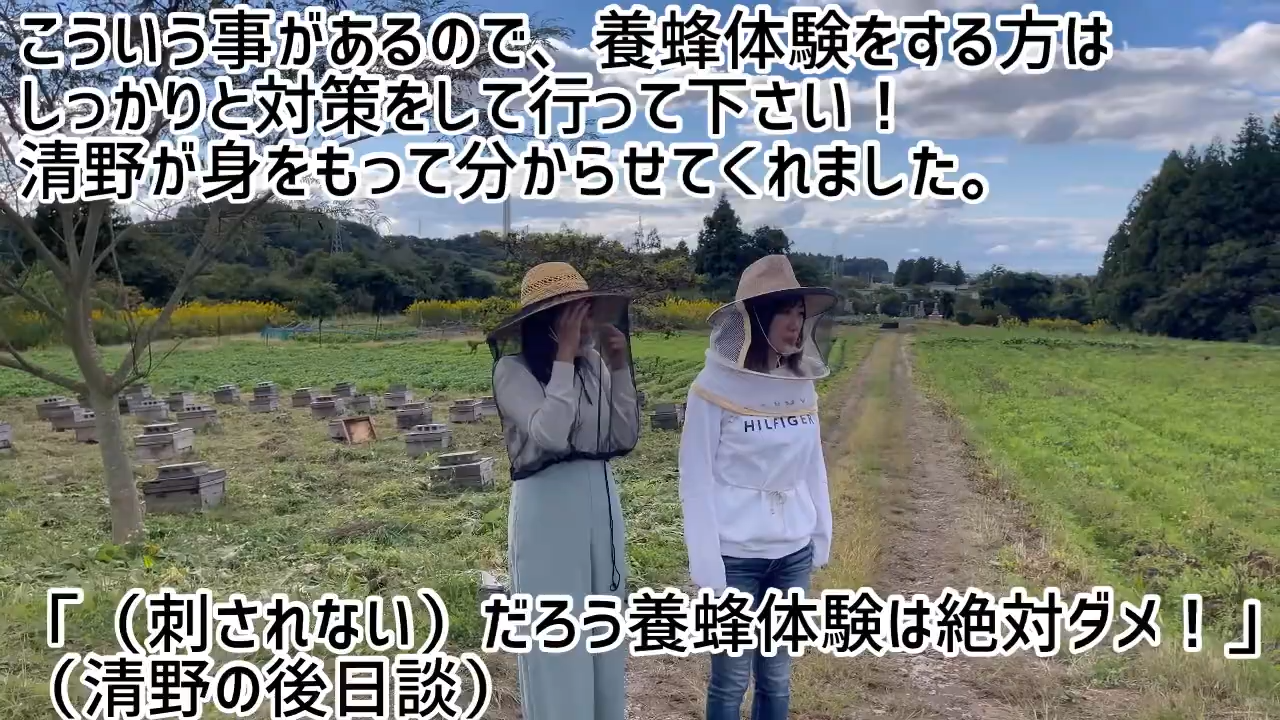 こういう事があるので、養蜂体験をする方は
しっかりと対策をして行って下さい！
清野が身をもって分からせてくれました。
HILFIGER
「（刺されない）だろう養蜂体験は絶対ダメ！」
（清野の後日談）